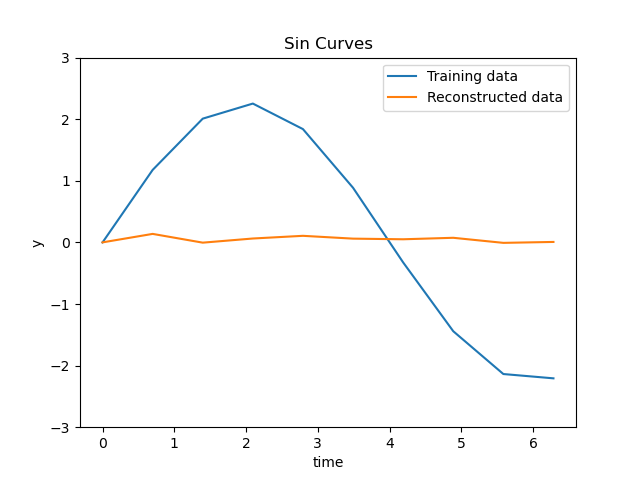 Sin Curves
Training data
Reconstructed data
3
2
1
0
−1
−2
−3
y
0 1 2 3 4 5 6
time